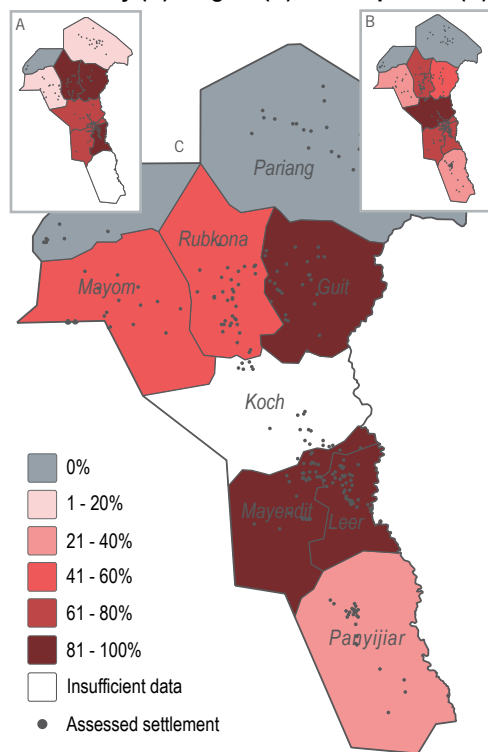 A
B
C
Pariang
Rubkona
Mayom
Guit
Koch
Mayendit
Leer
Panyijiar
0%
1 - 20%
21 - 40%
41 - 60%
61 - 80%
81 - 100%
Insufficient data
Assessed settlement